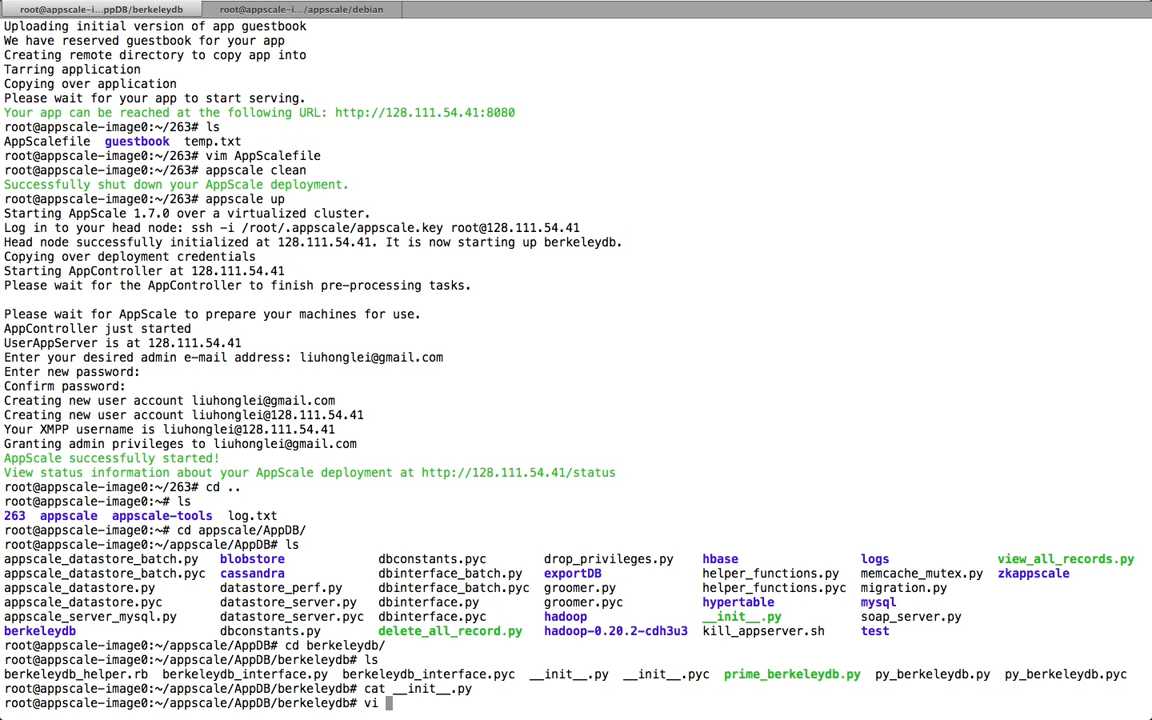 root@appscale-i...ppDB/berkeleydb root@appscale-i.../appscale/debian
Uploading initial version of app guestbook
We have reserved guestbook for your app
Creating remote directory to copy app into
Tarring application
Copying over application
Please wait for your app to start serving.
Your app can be reached at the following URL: http://128.111.54.41:8080
root@appscale-image0:~/263# ls
AppScalefile  guestbook  temp.txt
root@appscale-image0:~/263# vim AppScalefile
root@appscale-image0:~/263# appscale clean
Successfully shut down your AppScale deployment.
root@appscale-image0:~/263# appscale up
Starting AppScale 1.7.0 over a virtualized cluster.
Log in to your head node: ssh -i /root/.appscale/appscale.key root@128.111.54.41
Head node successfully initialized at 128.111.54.41. It is now starting up berkeleydb.
Copying over deployment credentials
Starting AppController at 128.111.54.41
Please wait for the AppController to finish pre-processing tasks.
Please wait for AppScale to prepare your machines for use.
AppController just started
UserAppServer is at 128.111.54.41
Enter your desired admin e-mail address: liuhonglei@gmail.com
Enter new password:
Confirm password:
Creating new user account liuhonglei@gmail.com
Creating new user account liuhonglei@128.111.54.41
Your XMPP username is liuhonglei@128.111.54.41
Granting admin privileges to liuhonglei@gmail.com
AppScale successfully started!
View status information about your AppScale deployment at http://128.111.54.41/status
root@appscale-image0:~/263# cd ..
root@appscale-image0:~# ls
263  appscale  appscale-tools  log.txt
root@appscale-image0:~# cd appscale/AppDB/
root@appscale-image0:~/appscale/AppDB# ls
appscale_datastore_batch.py   blobstore             dbconstants.pyc         drop_privileges.py    hbase                 logs               view_all_records.py
appscale_datastore_batch.pyc  cassandra             dbinterface_batch.py    exportDB              helper_functions.py   memcache_mutex.py  zkappscale
appscale_datastore.py         datastore_perf.py     dbinterface_batch.pyc   groomer.py            helper_functions.pyc  migration.py
appscale_datastore.pyc        datastore_server.py   dbinterface.py          groomer.pyc           hypertable            mysql
appscale_server_mysql.py      datastore_server.pyc  dbinterface.pyc         hadoop                __init__.py           soap_server.py
berkeleydb                    dbconstants.py        delete_all_record.py    hadoop-0.20.2-cdh3u3  kill_appserver.sh     test
root@appscale-image0:~/appscale/AppDB# cd berkeleydb/
root@appscale-image0:~/appscale/AppDB/berkeleydb# ls
berkeleydb_helper.rb  berkeleydb_interface.py  berkeleydb_interface.pyc  __init__.py  __init__.pyc  prime_berkeleydb.py  py_berkeleydb.py  py_berkeleydb.pyc
root@appscale-image0:~/appscale/AppDB/berkeleydb# cat __init__.py
root@appscale-image0:~/appscale/AppDB/berkeleydb# vi